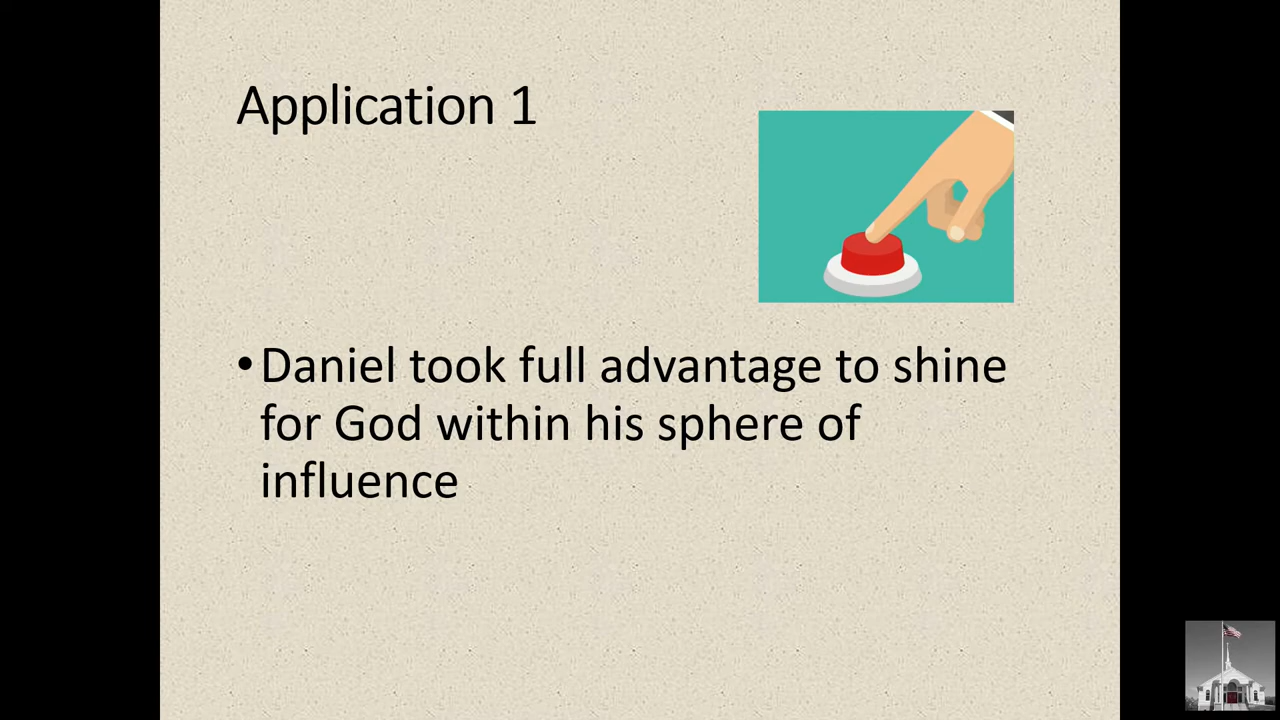 Application 1
•Daniel took full advantage to shine
for God within his sphere of
influence